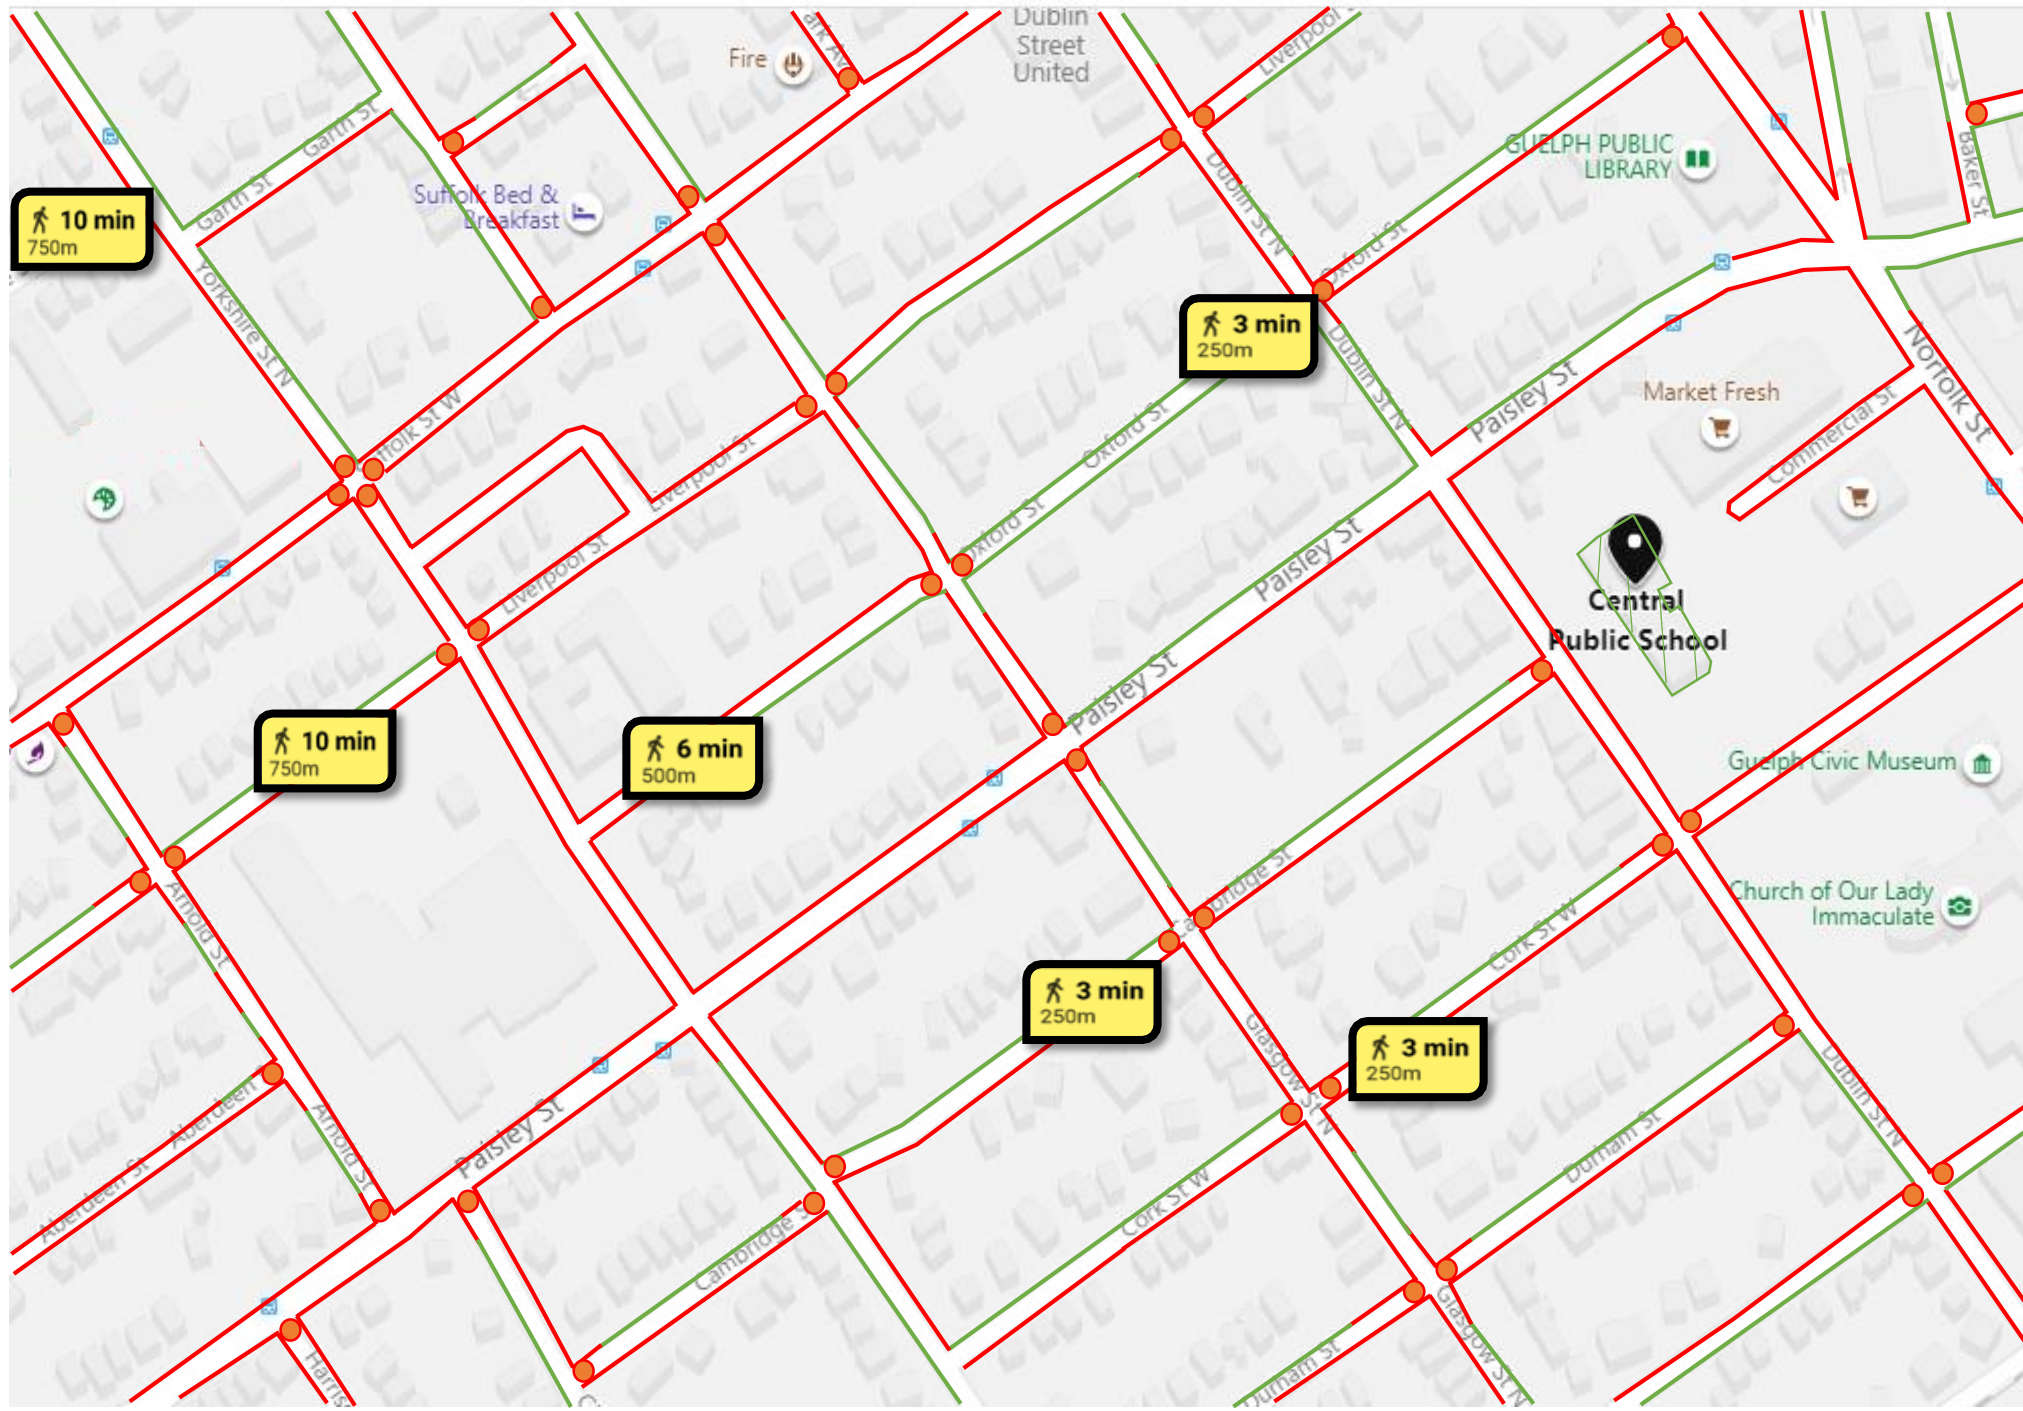 Dublin
Street
United
Fire
ark Av
Liverpool S
Garth St
Garth St
Suffolk Bed &
Breakfast
GUELPH PUBLIC
LIBRARY
Baker St
Dublin St N
Oxford St
10 min
750m
Yorkshire St N
3 min
250m
Dublin St N
Paisley St
Norfolk St
Market Fresh
Commercial St
ffolk St W
Liverpool St
Oxford St
Oxford St
Liverpool St
Paisley St
Central
Public School
Paisley St
10 min
750m
6 min
500m
Guelph Civic Museum
Church of Our Lady
Immaculate
Cambridge St
Cork St W
Arnold St
3 min
250m
3 min
250m
Glasgow St N
Dublin St N
Aberdeen
Arnold St
Paisley St
Aberdeen St
Durham St
Cork St W
Cambridge St
Glasgow St N
Durham St
Harris